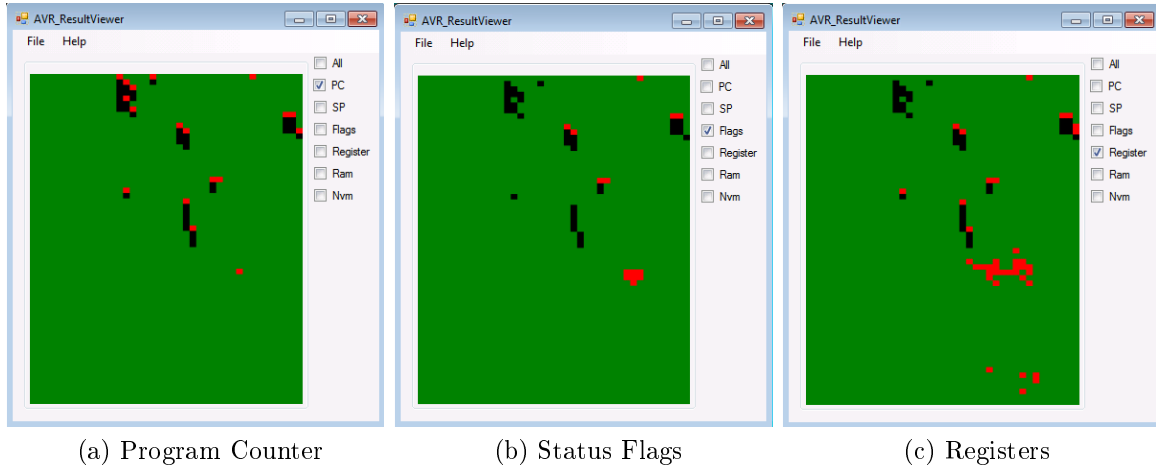 AVR_ResultViewer
File Help
All
PC
SP
Flags
Register
Ram
Nvm
(a) Program Counter
AVR_ResultViewer
File Help
All
PC
SP
Flags
Register
Ram
Nvm
(b) Status Flags
AVR_ResultViewer
File Help
All
PC
SP
Flags
Register
Ram
Nvm
(c) Registers